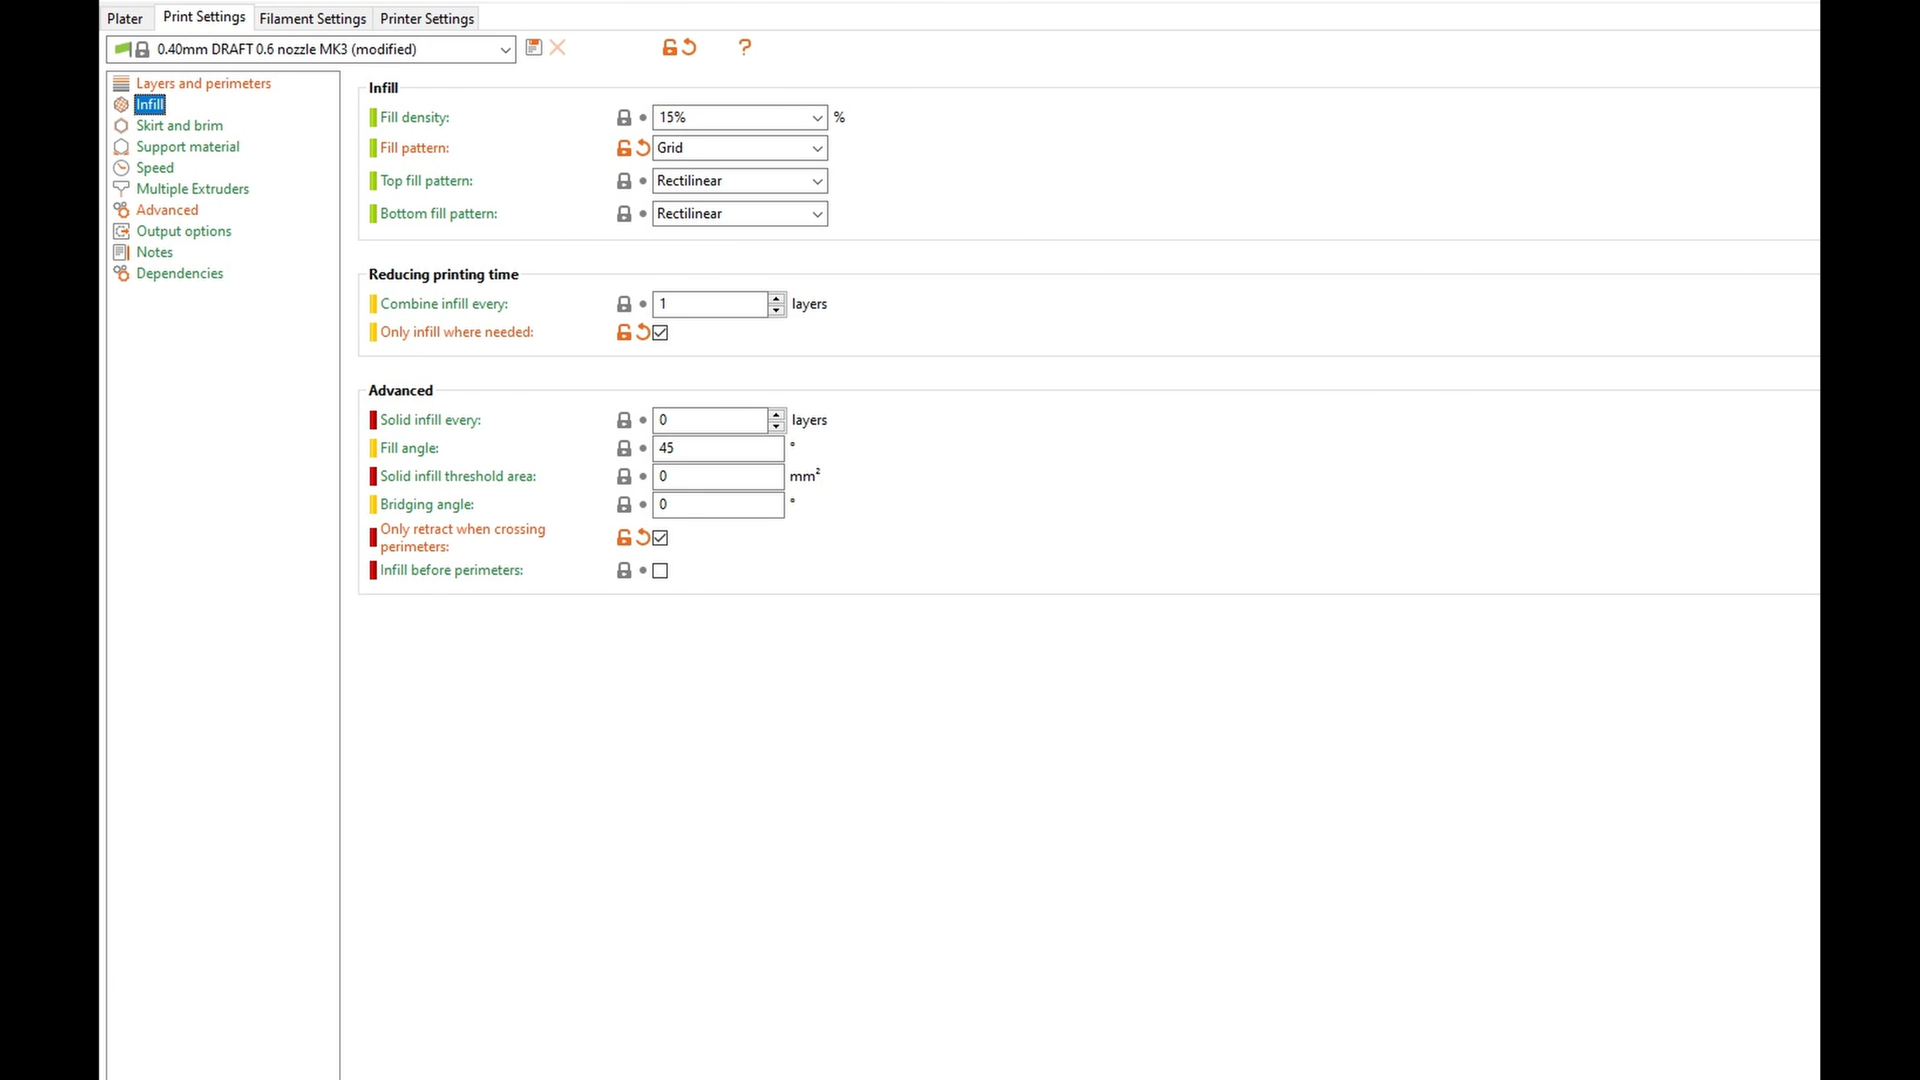 Plater Print Settings Filament Settings Printer Settings
0.40mm DRAFT 0.6 nozzle MK3 (modified)
?
Layers and perimeters
Infill
Skirt and brim
Support material
Speed
Multiple Extruders
Advanced
Output options
Notes
Dependencies
Infill
Fill density: 15% %
Fill pattern: Grid
Top fill pattern: Rectilinear
Bottom fill pattern: Rectilinear
Reducing printing time
Combine infill every: 1 layers
Only infill where needed:
Advanced
Solid infill every: 0 layers
Fill angle: 45 °
Solid infill threshold area: 0 mm²
Bridging angle: 0 °
Only retract when crossing
perimeters:
Infill before perimeters: